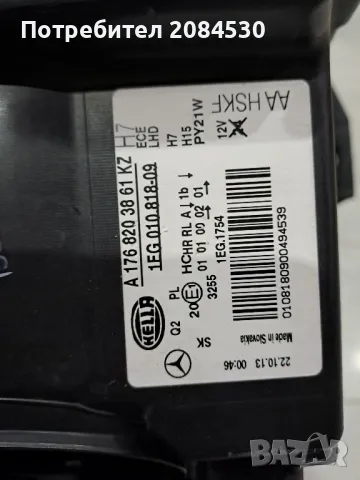 Потребител 2084530
A 176 820 38 61 KZ H7
1EG 010.818-09 ECE
LHD
AA HSKF
PL HCHR RL A 1b H7
20 E1 01 01 00 02 01 H15
3255 1EG.1754 PY21W
12V
HELLA
Q2
SK
Made in Slovakia
22.10.13 00:46
01081809004945​39
bazar